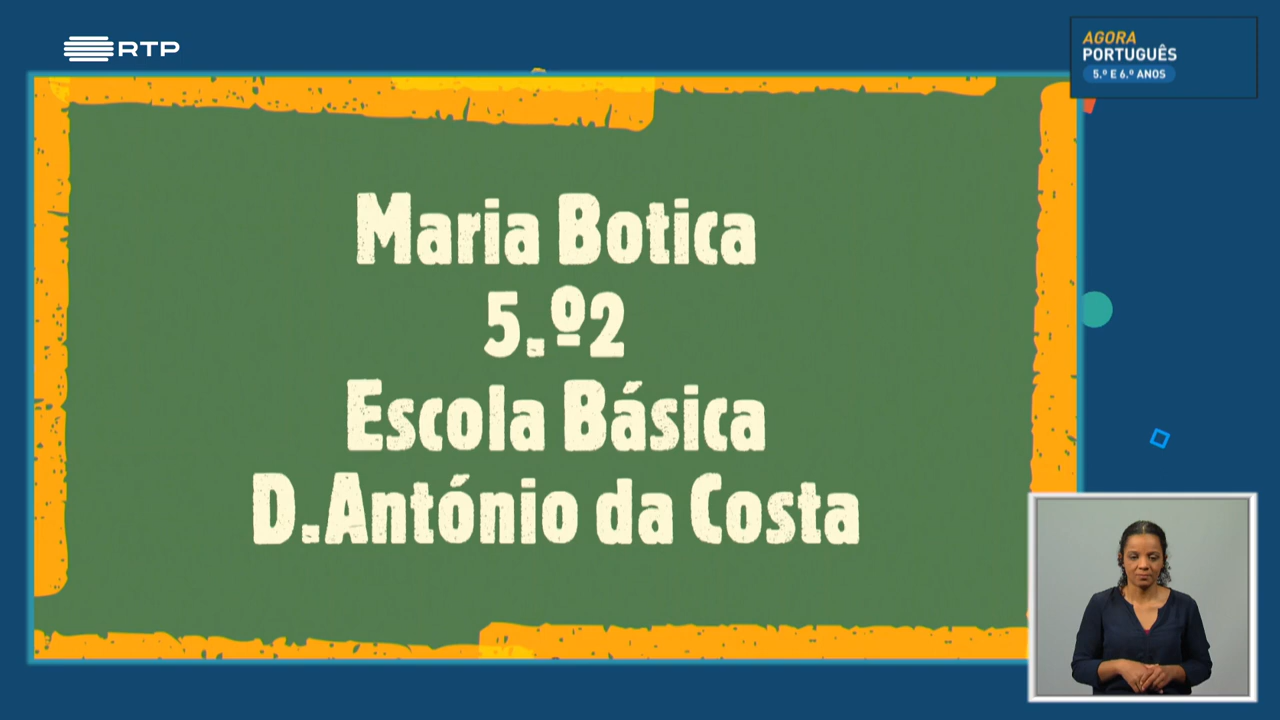 RTP
AGORA
PORTUGUÊS
5.º E 6.º ANOS
Maria Botica
5.º2
Escola Básica
D.António da Costa